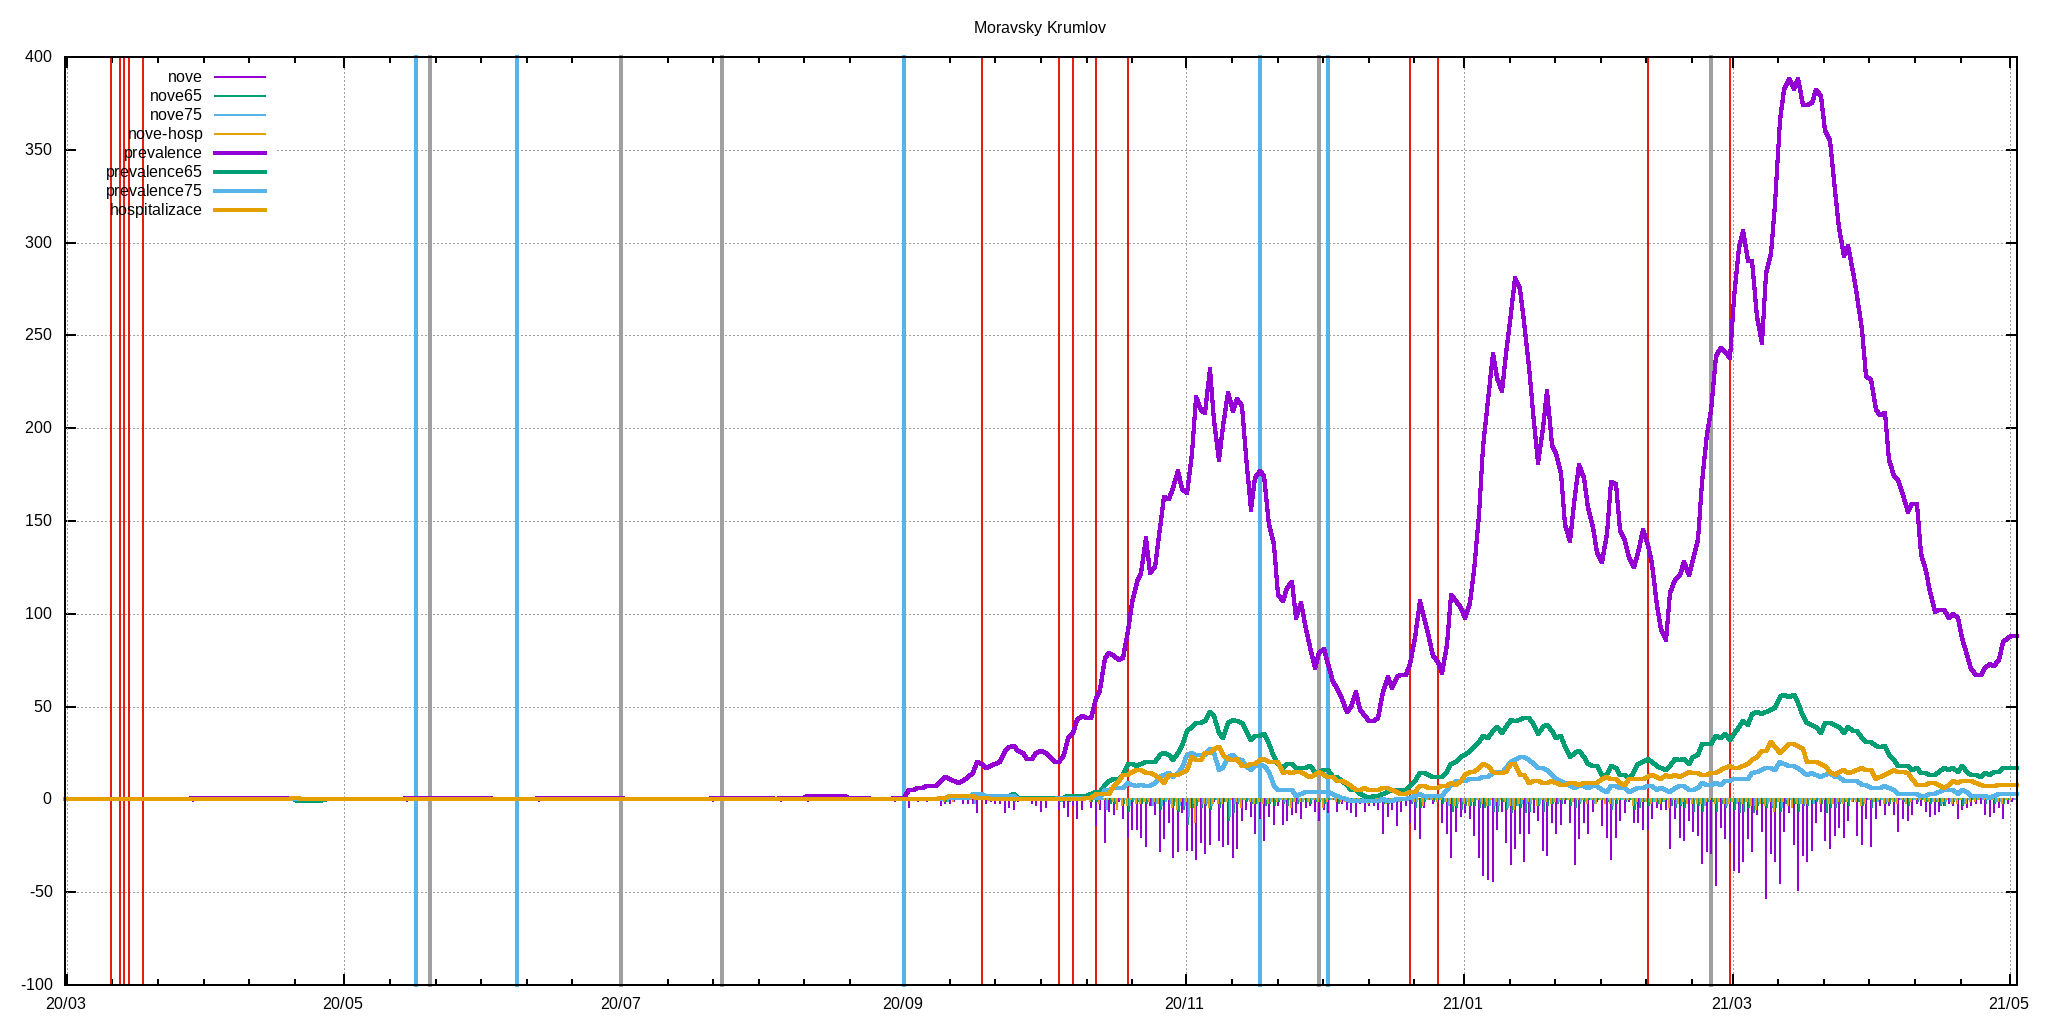 Moravsky Krumlov
400
350
300
250
200
150
100
50
0
-50
-100
nove
nove65
nove75
nove-hosp
prevalence
prevalence65
prevalence75
hospitalizace
20/03 20/05 20/07 20/09 20/11 21/01 21/03 21/05